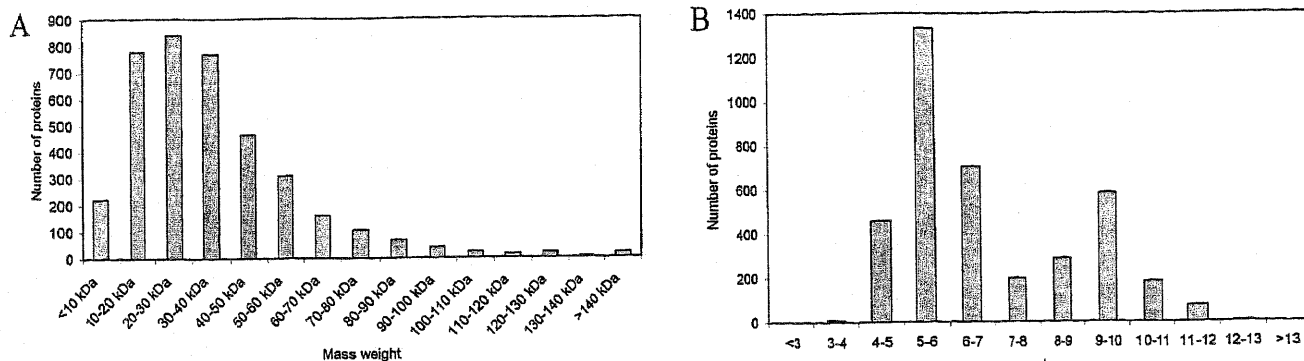 A
Number of proteins
900
800
700
600
500
400
300
200
100
0
<10 kDa
10-20 kDa
20-30 kDa
30-40 kDa
40-50 kDa
50-60 kDa
60-70 kDa
70-80 kDa
80-90 kDa
90-100 kDa
100-110 kDa
110-120 kDa
120-130 kDa
130-140 kDa
>140 kDa
Mass weight
B
Number of proteins
1400
1200
1000
800
600
400
200
0
<3 3-4 4-5 5-6 6-7 7-8 8-9 9-10 10-11 11-12 12-13 >13